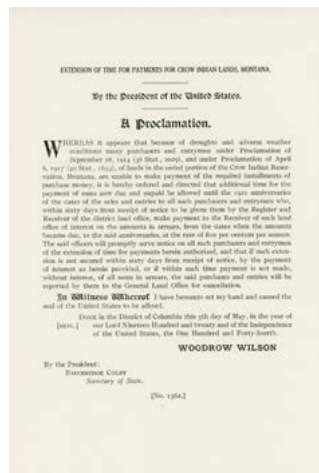 EXTENSION OF TIME FOR PAYMENTS FOR CROW INDIAN LANDS, MONTANA.
By the President of the United States.
A Proclamation.
WHEREAS it appears that because of droughts and adverse weather
conditions many purchasers and entrymen under Proclamation of
September 28, 1914 (38 Stat., 2029), and under Proclamation of April
6, 1917 (40 Stat., 1653), of lands in the ceded portion of the Crow Indian Reser-
vation, Montana, are unable to make payment of the required installments of
purchase money, it is hereby ordered and directed that additional time for the
payment of sums now due and unpaid be allowed until the 1920 anniversaries
of the dates of the sales and entries to all such purchasers and entrymen who,
within sixty days from receipt of notice to be given them by the Register and
Receiver of the district land office, make payment to the Receiver of such land
office of interest on the amounts in arrears, from the dates when the amounts
became due, to the said anniversaries, at the rate of five per centum per annum.
The said officers will promptly serve notice on all such purchasers and entrymen
of the extension of time for payments herein authorized, and that if such exten-
sion is not secured within sixty days from receipt of notice, by the payment
of interest as herein provided, or if within such time payment is not made,
without interest, of all sums in arrears, the said purchases and entries will be
reported by them to the General Land Office for cancellation.
In Witness Whereof I have hereunto set my hand and caused the
seal of the United States to be affixed.
DONE in the District of Columbia this 5th day of May, in the year of
[SEAL.] our Lord Nineteen Hundred and twenty and of the Independence
of the United States, the One Hundred and Forty-fourth.
WOODROW WILSON
By the President:
BAINBRIDGE COLBY
Secretary of State.
[No. 1562.]